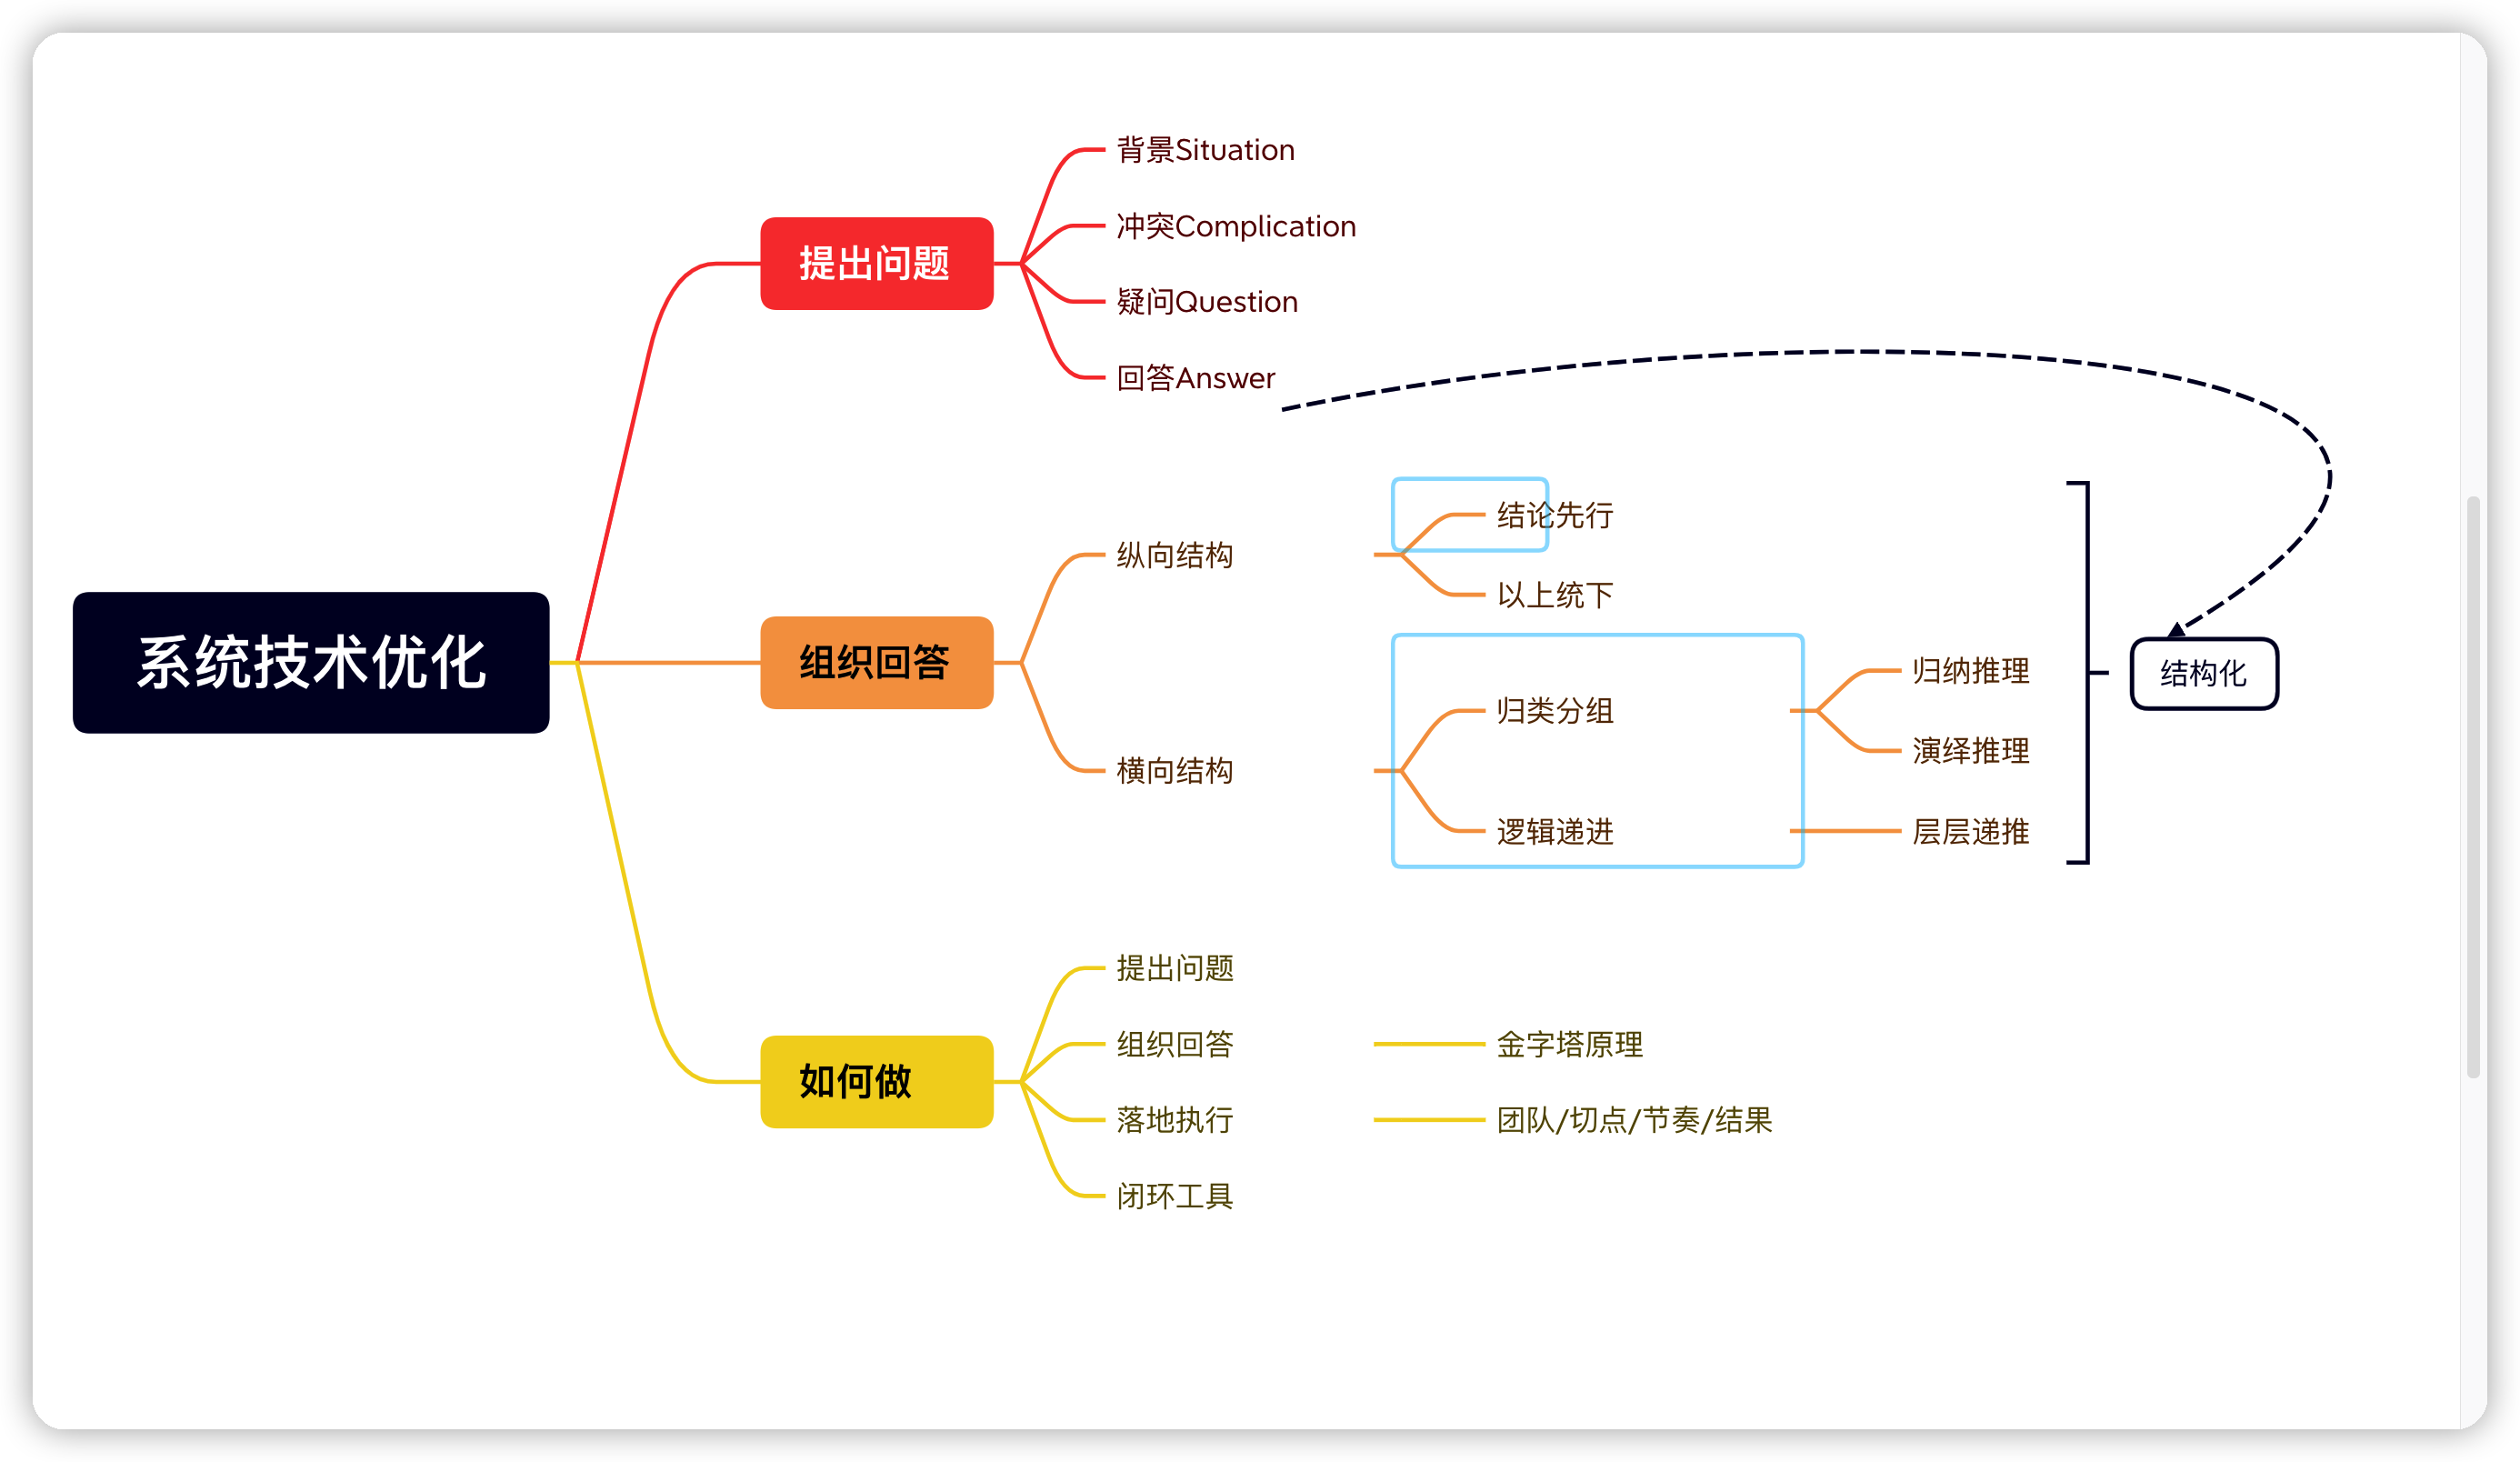 系统技术优化
提出问题
背景Situation
冲突Complication
疑问Question
回答Answer
组织回答
纵向结构
结论先行
以上统下
横向结构
归类分组
归纳推理
演绎推理
逻辑递进
层层递推
结构化
如何做
提出问题
组织回答
金字塔原理
落地执行
团队/切点/节奏/结果
闭环工具